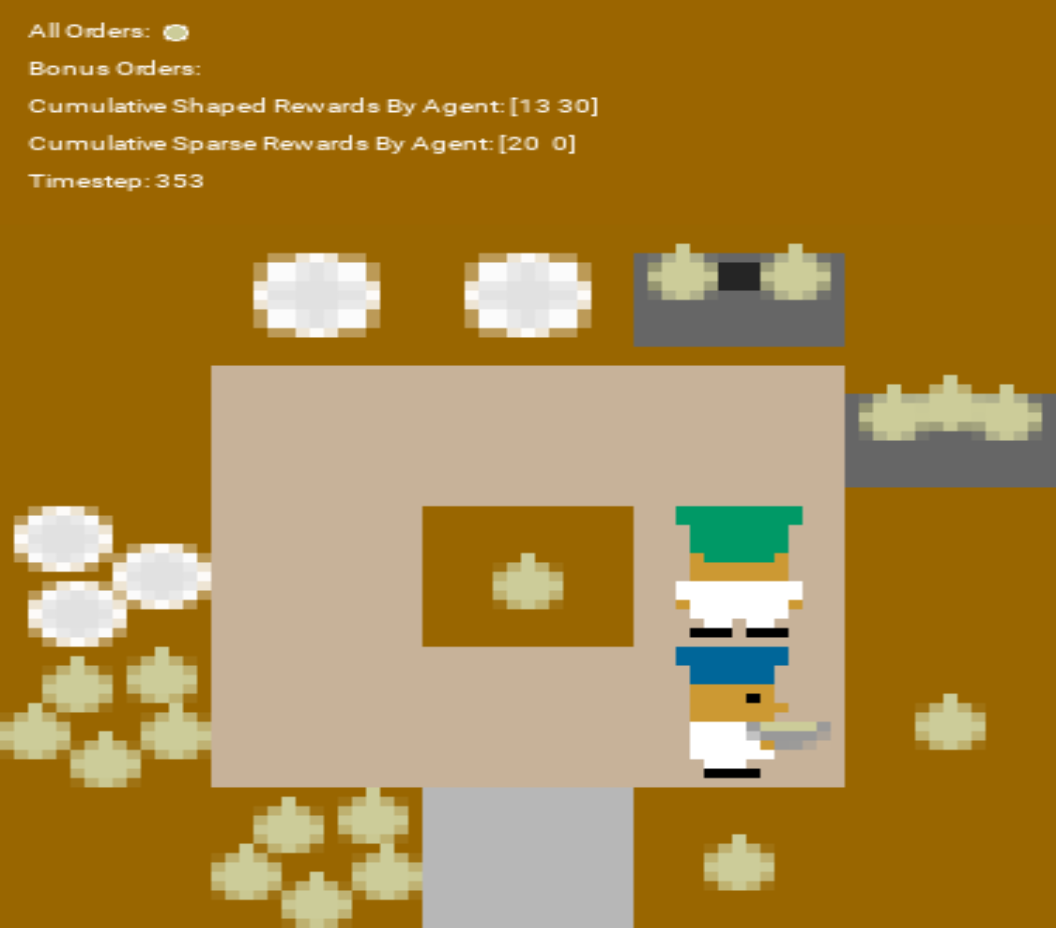 All Orders:
Bonus Orders:
Cumulative Shaped Rewards By Agent: [13 30]
Cumulative Sparse Rewards By Agent: [20  0]
Timestep: 353